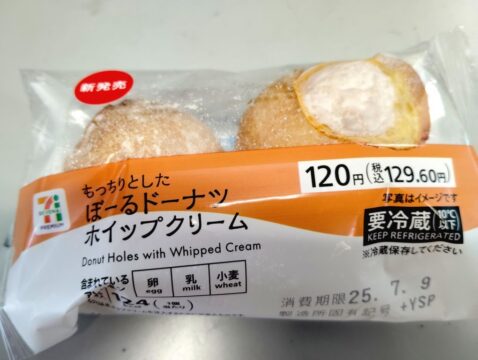 新発売
120円(税込129.60円)
写真はイメージです
もっちりとした
ぼーるドーナツ
ホイップクリーム
Donut Holes with Whipped Cream
7
SEVEN
PREMIUM
要冷蔵 10℃以下
KEEP REFRIGERATED
※冷蔵保存してください
含まれている
卵 乳 小麦
egg milk wheat
124
消費期限 25. 7. 9
製造所固有記号 +YSP